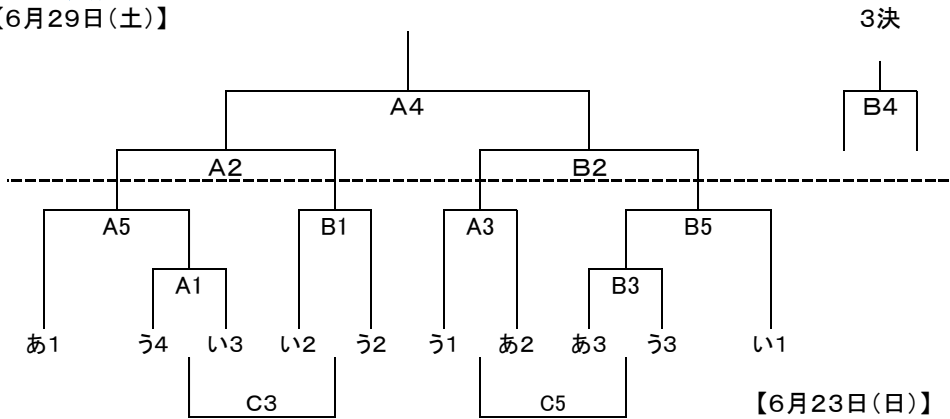 【6月29日(土)】 3決
A4 B4
A2 B2
A5 B1 A3 B5
A1 B3
あ1 う4 い3 い2 う2 う1 あ2 あ3 う3 い1
C3 C5 【6月23日(日)】